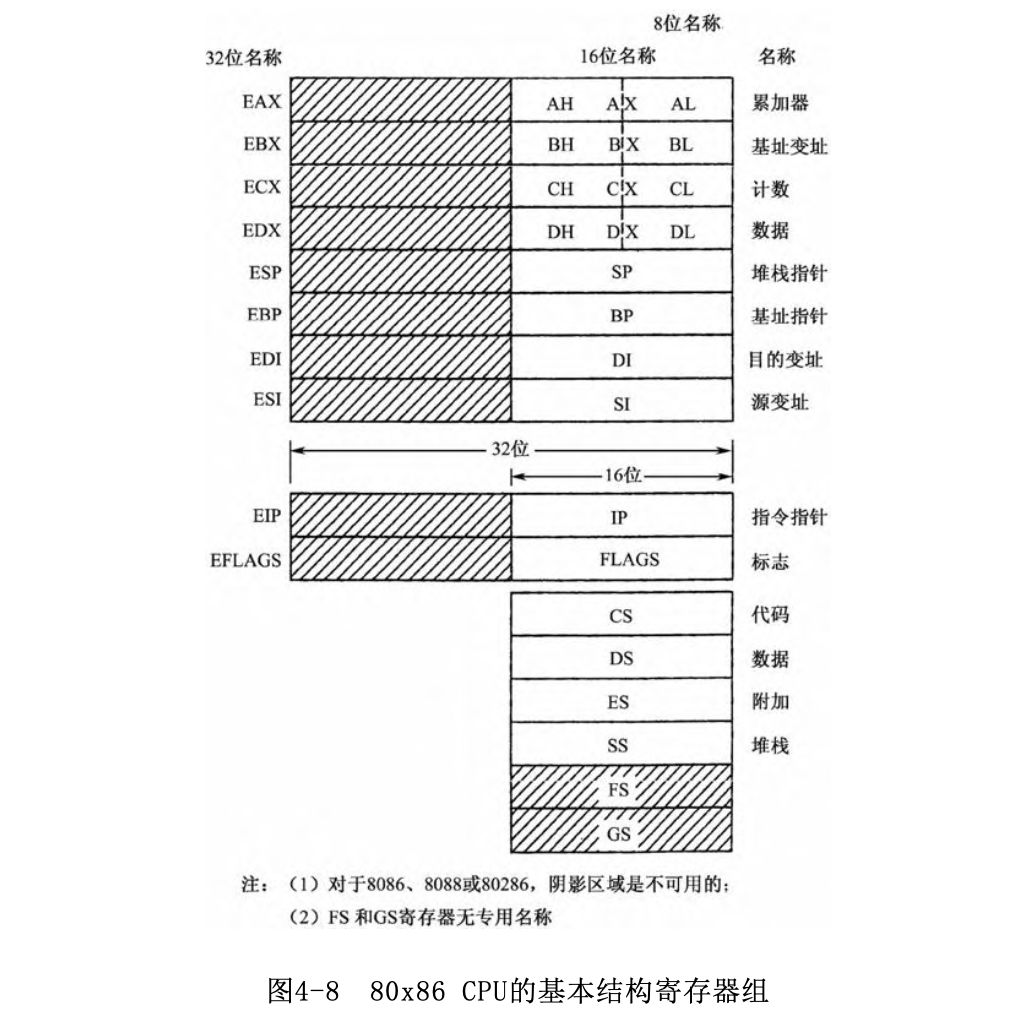 8位名称
32位名称 16位名称 名称
EAX AH AX AL 累加器
EBX BH BX BL 基址变址
ECX CH CX CL 计数
EDX DH DX DL 数据
ESP SP 堆栈指针
EBP BP 基址指针
EDI DI 目的变址
ESI SI 源变址
32位
16位
EIP IP 指令指针
EFLAGS FLAGS 标志
CS 代码
DS 数据
ES 附加
SS 堆栈
FS
GS
注：（1）对于8086、8088或80286，阴影区域是不可用的；
（2）FS 和GS寄存器无专用名称
图4-8 80x86 CPU的基本结构寄存器组